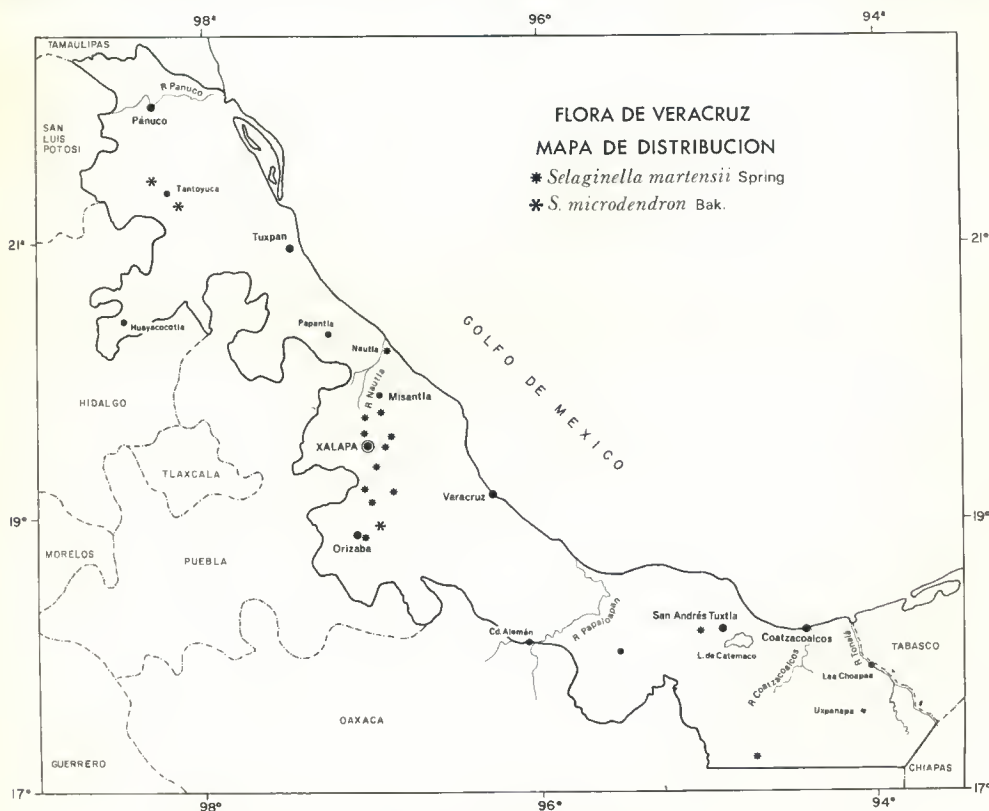 98° 96° 94°
TAMAULIPAS
R Panuco
Pánuco
SAN
LUIS
POTOSI
FLORA DE VERACRUZ
MAPA DE DISTRIBUCION
Selaginella martensii Spring
S. microdendron Bak.
Tantoyuca
Tuxpan
21° 21°
Huayacocotla
Papantla
Nautla
GOLFO DE MEXICO
R Nautla
Misantla
HIDALGO
XALAPA
TLAXCALA
Varacruz
19° 19°
MORELOS
PUEBLA
Orizaba
R Papaloapan
San Andrés Tuxtla
Cd. Alemán
Coatzacoalcos
L. de Catemaco
R Tonalá
TABASCO
R Coatzacoalcos
Las Choapas
Uxpanapa
OAXACA
GUERRERO
CHIAPAS
17° 17°
98° 96° 94°